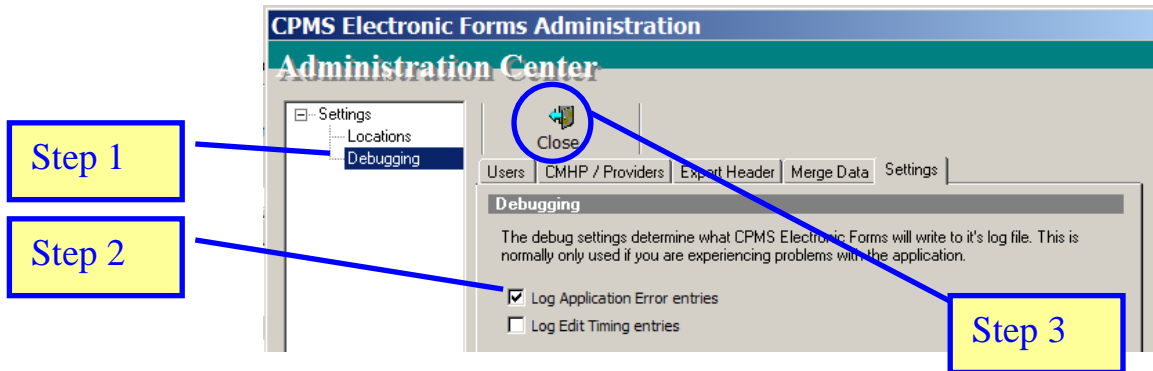 CPMS Electronic Forms Administration
Administration Center
Settings
Locations
Debugging
Close
Users CMHP / Providers Export Header Merge Data Settings
Debugging
The debug settings determine what CPMS Electronic Forms will write to it's log file. This is
normally only used if you are experiencing problems with the application.
Log Application Error entries
Log Edit Timing entries
Step 1
Step 2
Step 3